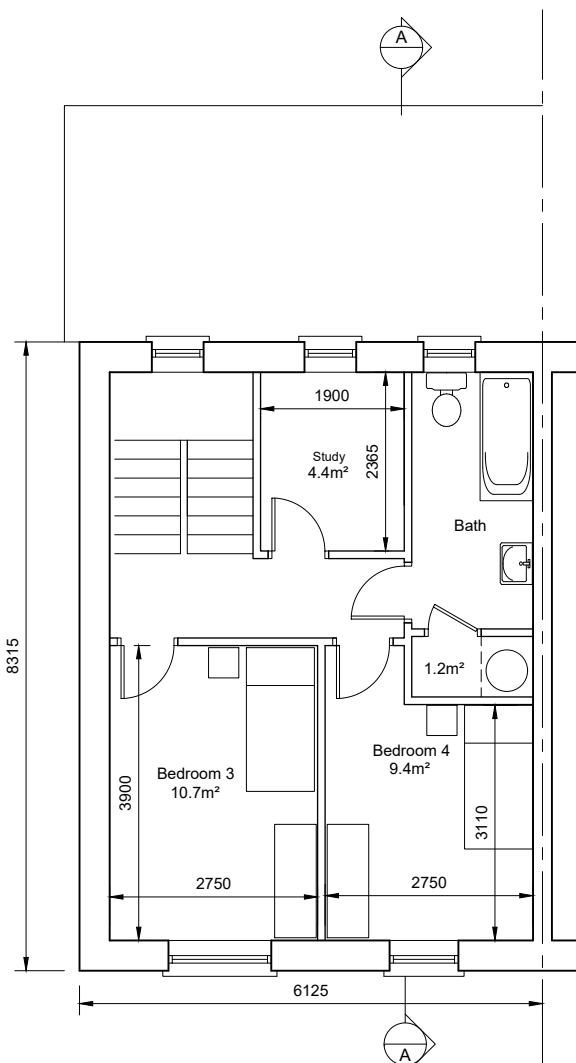 A
1900
Study
4.4m²
2365
Bath
8315
1.2m²
Bedroom 3
10.7m²
3900
Bedroom 4
9.4m²
3110
2750
2750
6125
A